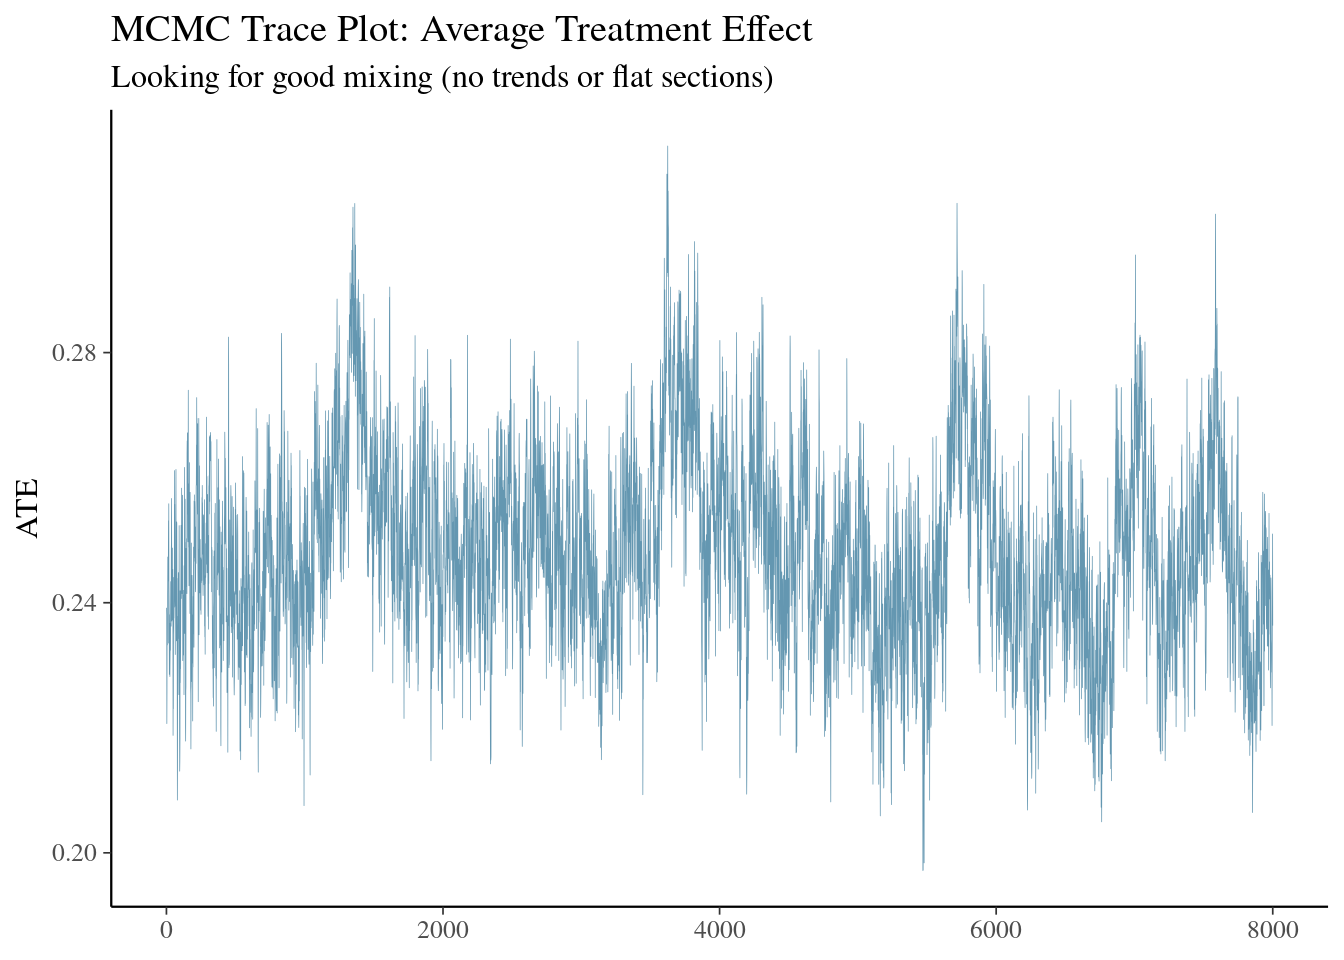 MCMC Trace Plot: Average Treatment Effect
Looking for good mixing (no trends or flat sections)
ATE
0.28
0.24
0.20
0 2000 4000 6000 8000